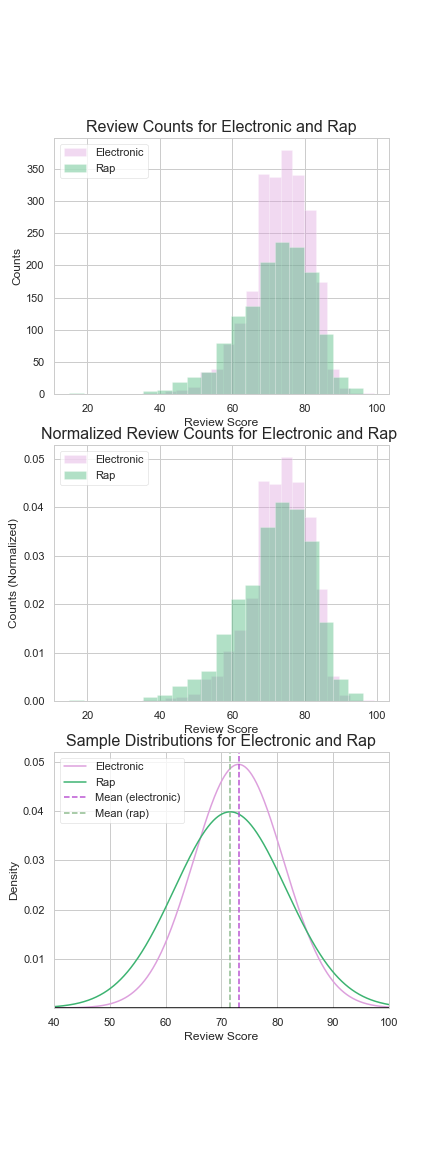 Review Counts for Electronic and Rap
Electronic
Rap
350
300
250
200
150
100
50
0
Counts
20 40 60 80 100
Review Score
Normalized Review Counts for Electronic and Rap
Electronic
Rap
0.05
0.04
0.03
0.02
0.01
0.00
Counts (Normalized)
20 40 60 80 100
Review Score
Sample Distributions for Electronic and Rap
Electronic
Rap
Mean (electronic)
Mean (rap)
0.05
0.04
0.03
0.02
0.01
Density
40 50 60 70 80 90 100
Review Score